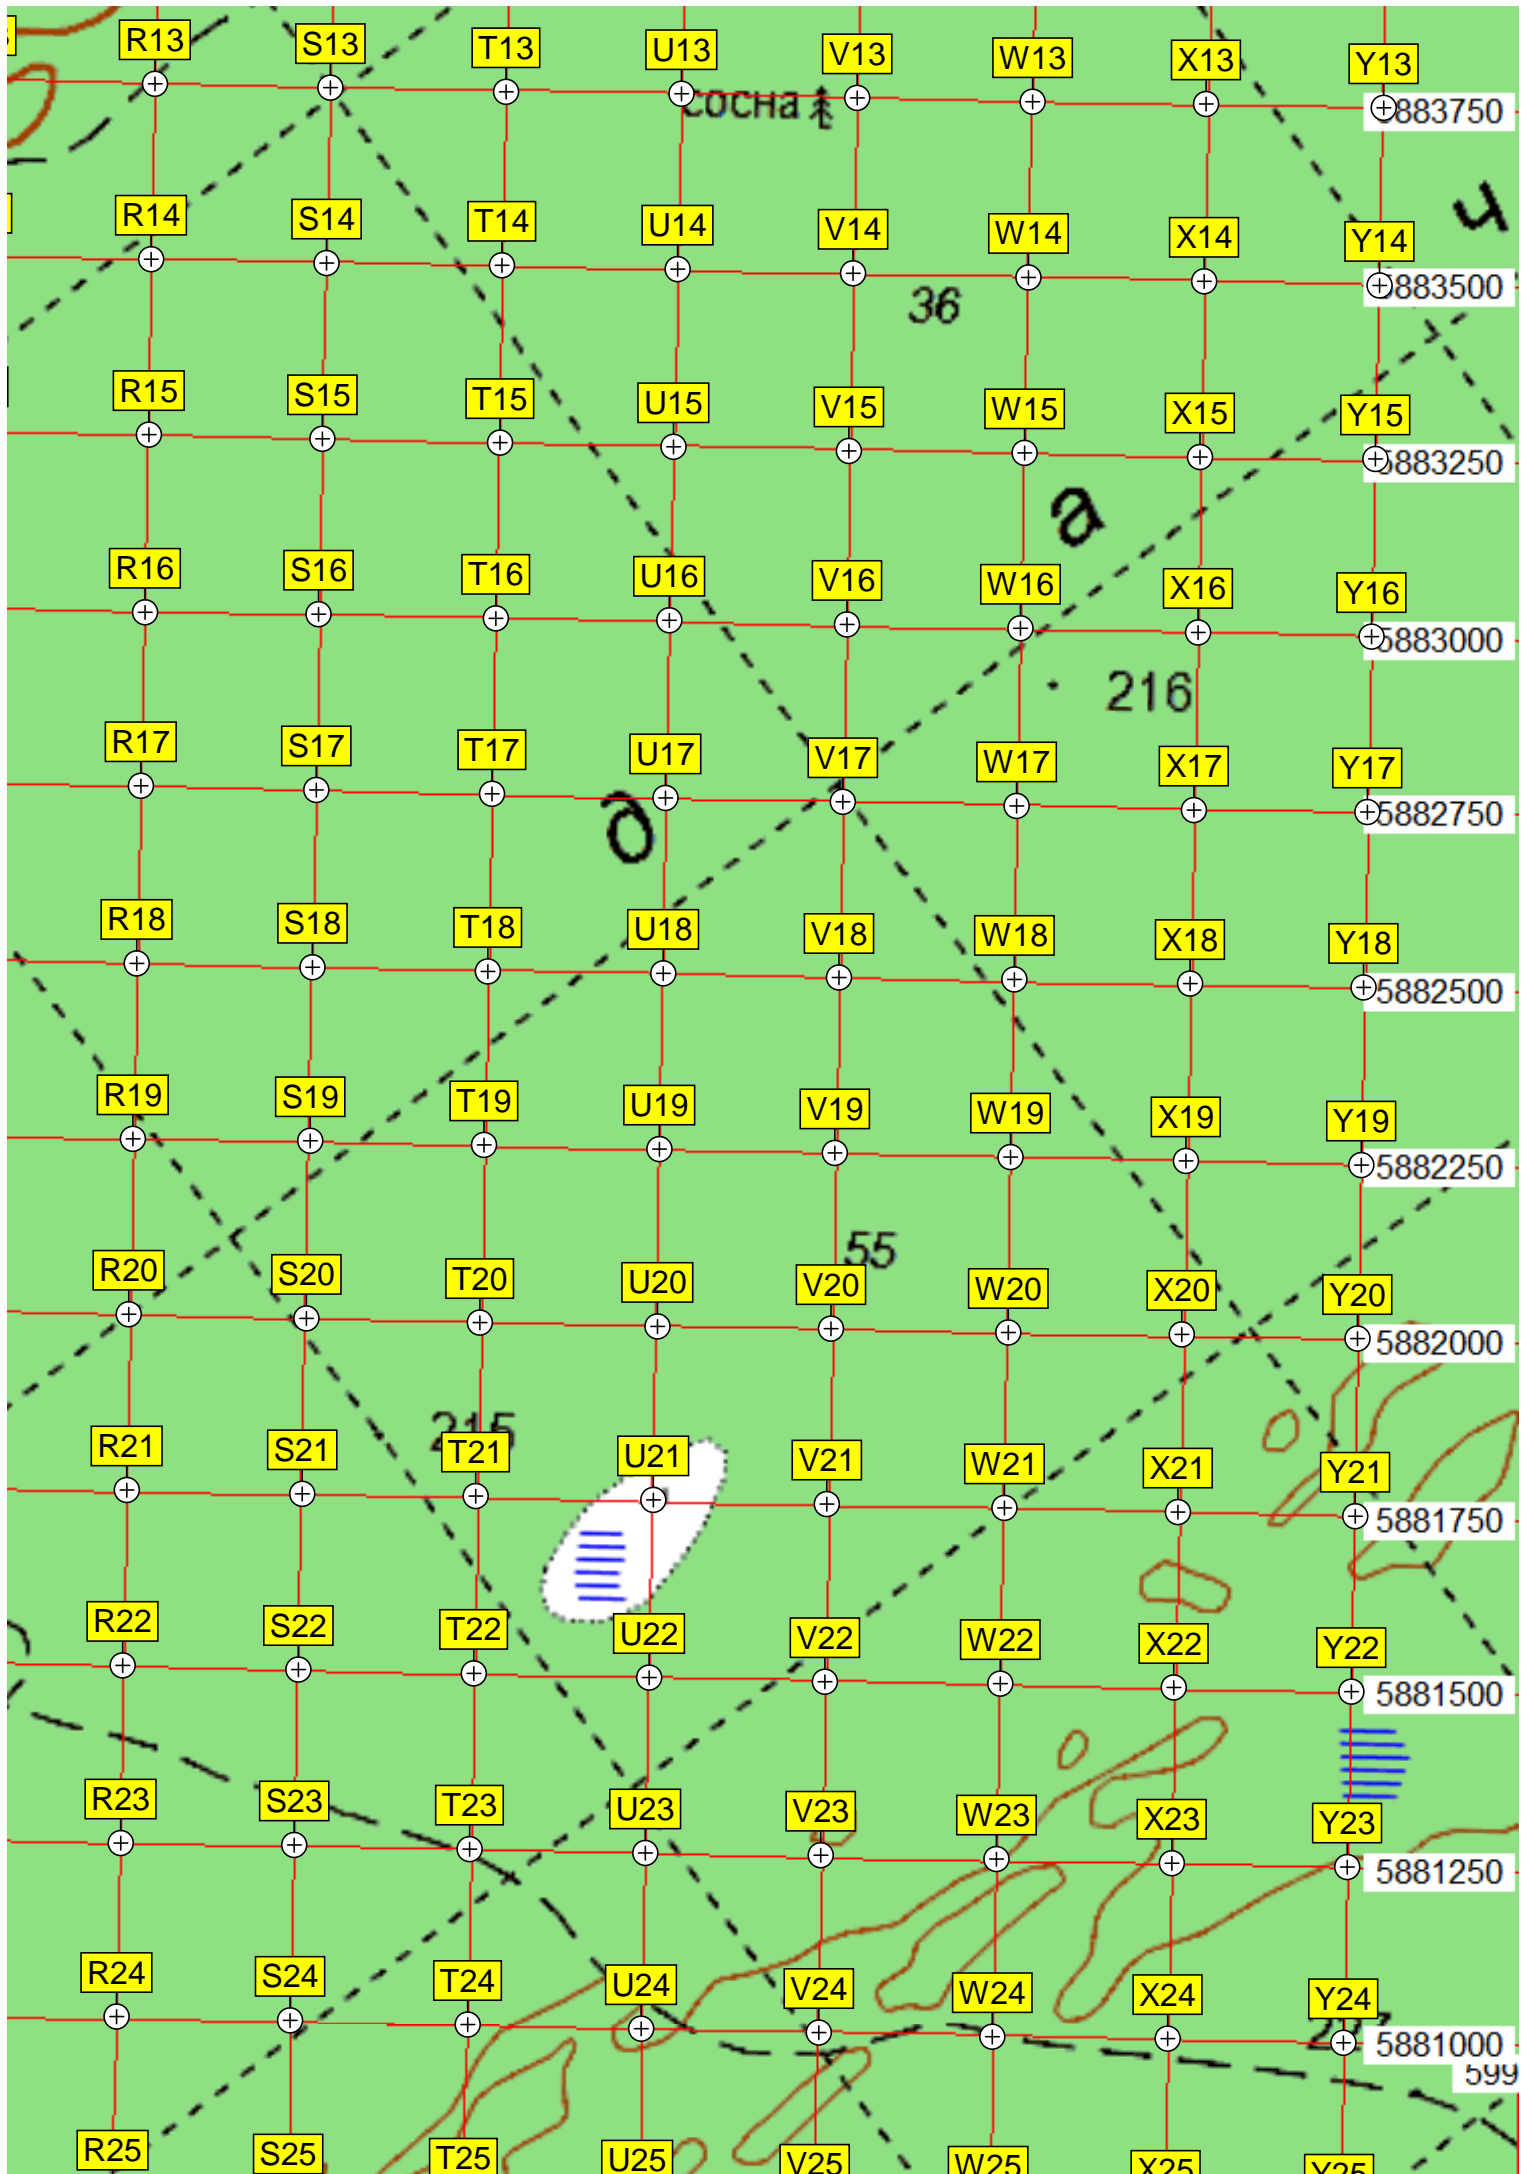 R13 S13 T13 U13 V13 W13 X13 Y13
сосна
5883750
ч
R14 S14 T14 U14 V14 W14 X14 Y14
36
5883500
R15 S15 T15 U15 V15 W15 X15 Y15
5883250
а
R16 S16 T16 U16 V16 W16 X16 Y16
5883000
216
R17 S17 T17 U17 V17 W17 X17 Y17
5882750
д
R18 S18 T18 U18 V18 W18 X18 Y18
5882500
R19 S19 T19 U19 V19 W19 X19 Y19
5882250
55
R20 S20 T20 U20 V20 W20 X20 Y20
5882000
215
R21 S21 T21 U21 V21 W21 X21 Y21
5881750
R22 S22 T22 U22 V22 W22 X22 Y22
5881500
R23 S23 T23 U23 V23 W23 X23 Y23
5881250
R24 S24 T24 U24 V24 W24 X24 Y24
5881000
599
R25 S25 T25 U25 V25 W25 X25 Y25